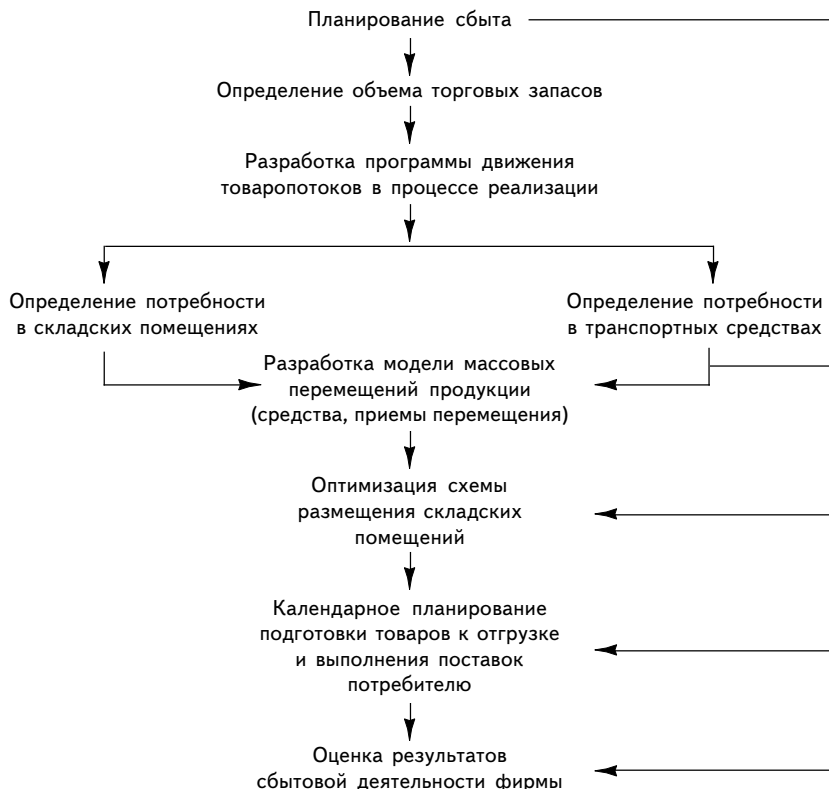 Планирование сбыта
Определение объема торговых запасов
Разработка программы движения
товаропотоков в процессе реализации
Определение потребности
в складских помещениях
Определение потребности
в транспортных средствах
Разработка модели массовых
перемещений продукции
(средства, приемы перемещения)
Оптимизация схемы
размещения складских
помещений
Календарное планирование
подготовки товаров к отгрузке
и выполнения поставок
потребителю
Оценка результатов
сбытовой деятельности фирмы